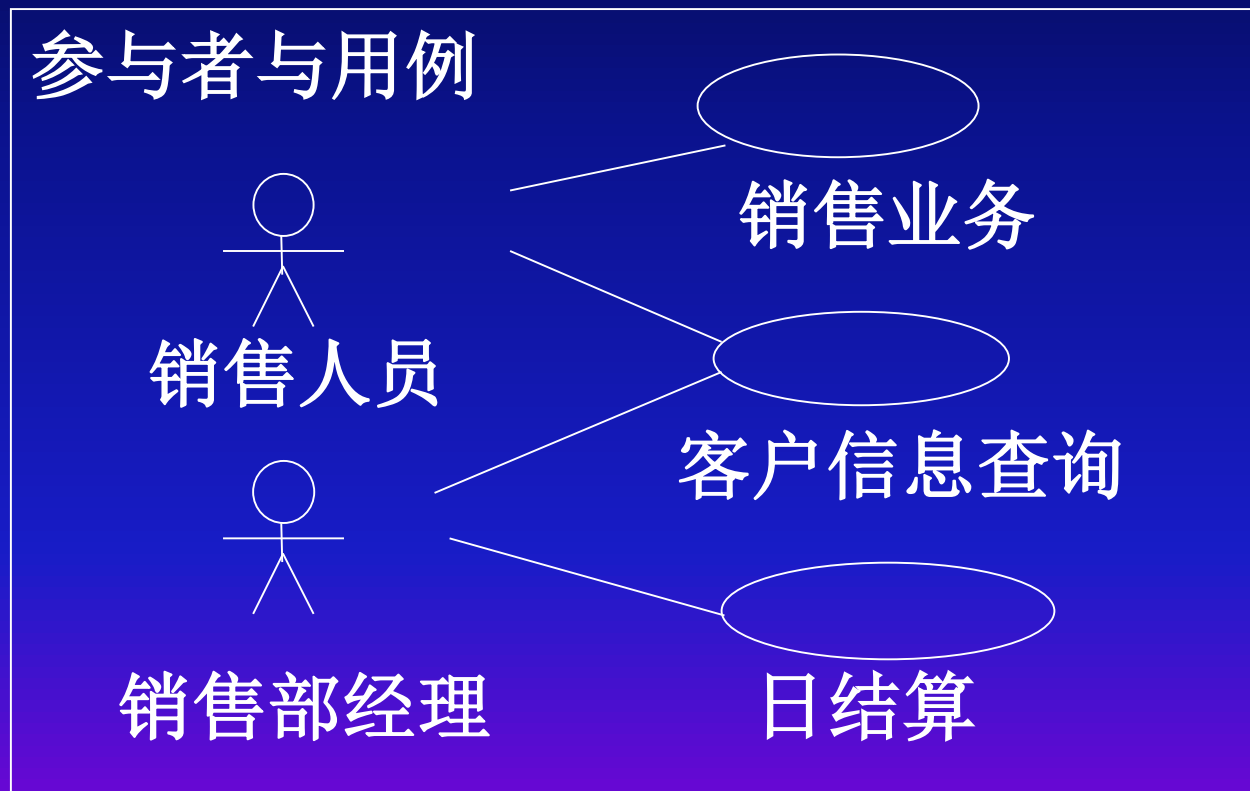 参与者与用例
销售业务
销售人员
客户信息查询
销售部经理
日结算